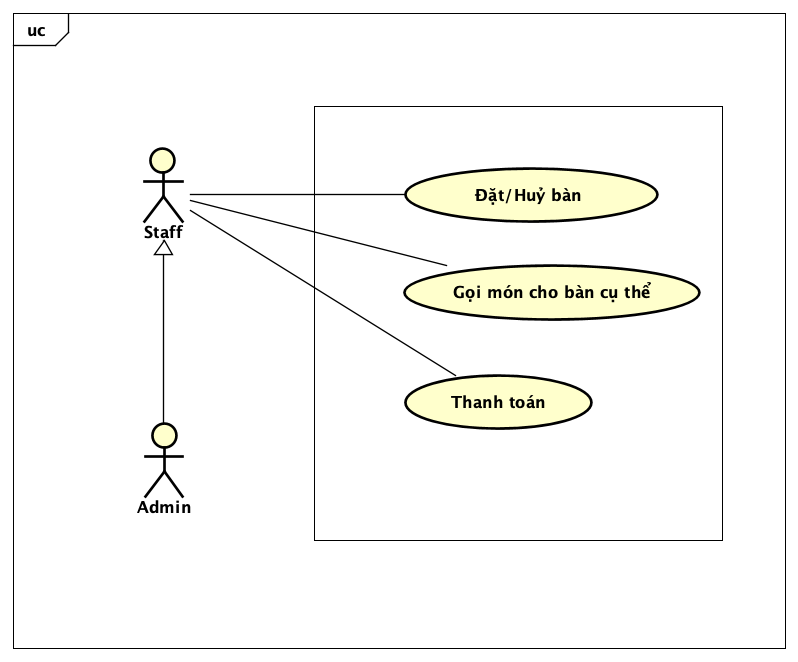 uc
Staff
Đặt/Huỷ bàn
Gọi món cho bàn cụ thể
Thanh toán
Admin